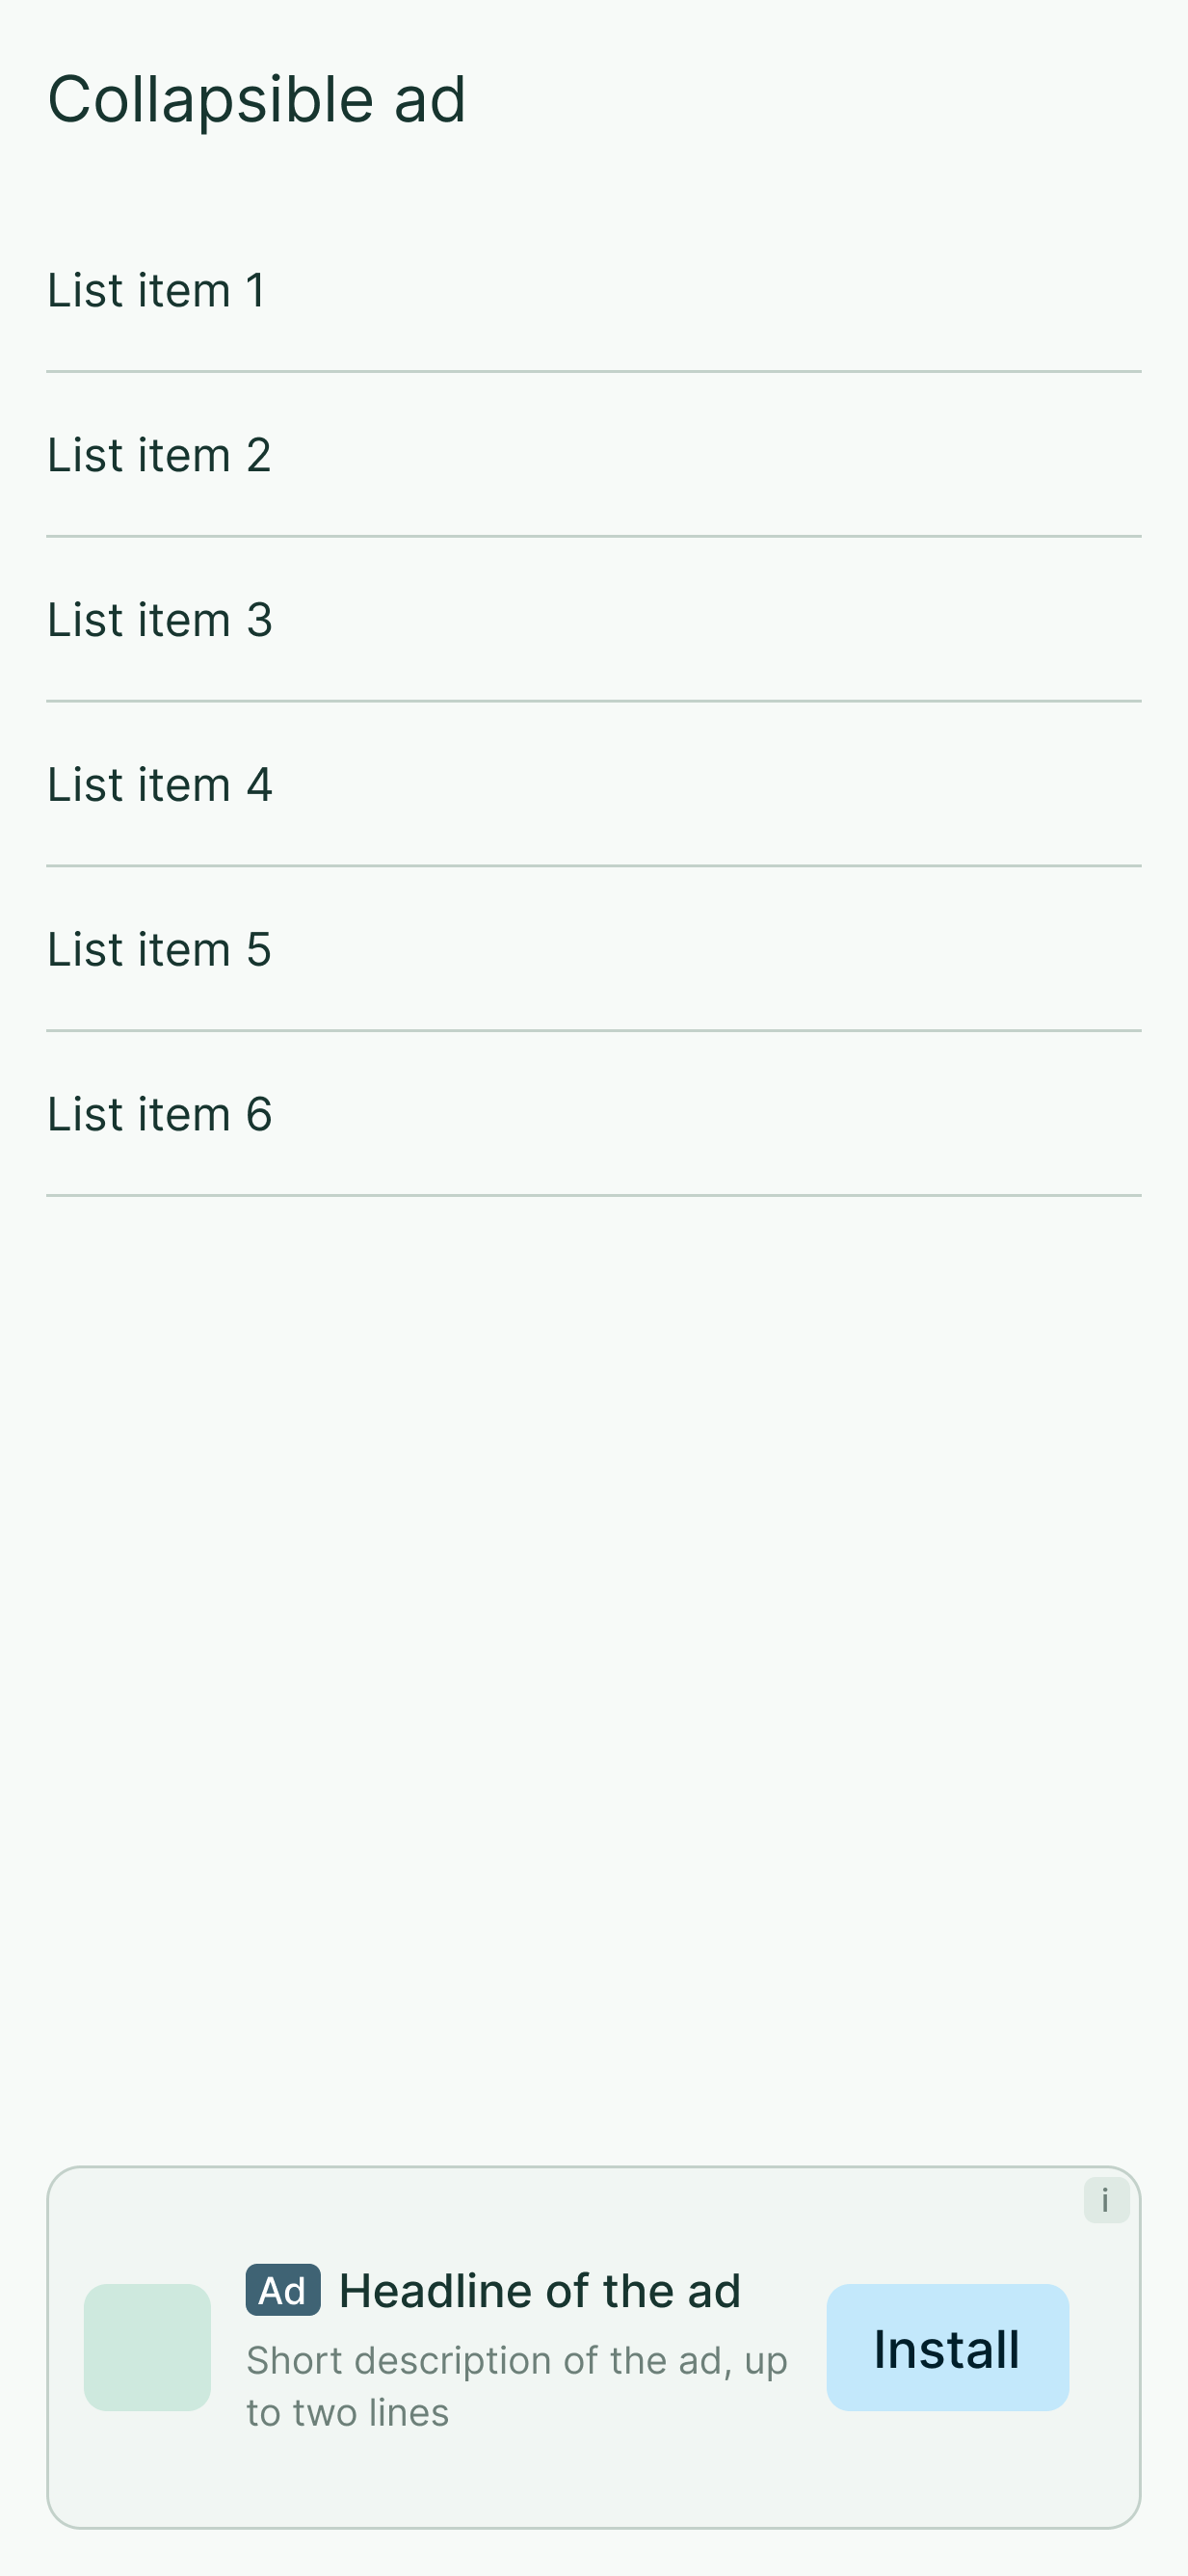 Collapsible ad
List item 1
List item 2
List item 3
List item 4
List item 5
List item 6
i
Ad Headline of the ad
Short description of the ad, up
to two lines
Install